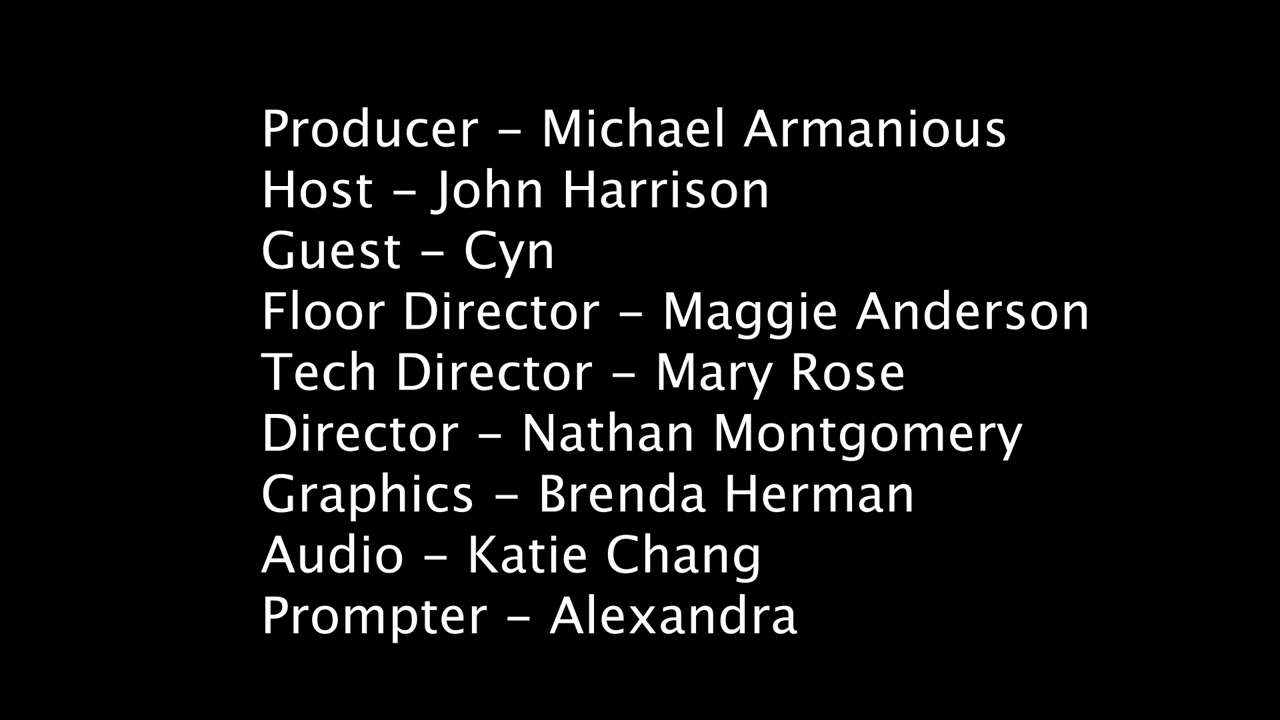 Producer – Michael Armanious
Host – John Harrison
Guest – Cyn
Floor Director – Maggie Anderson
Tech Director – Mary Rose
Director – Nathan Montgomery
Graphics – Brenda Herman
Audio – Katie Chang
Prompter – Alexandra